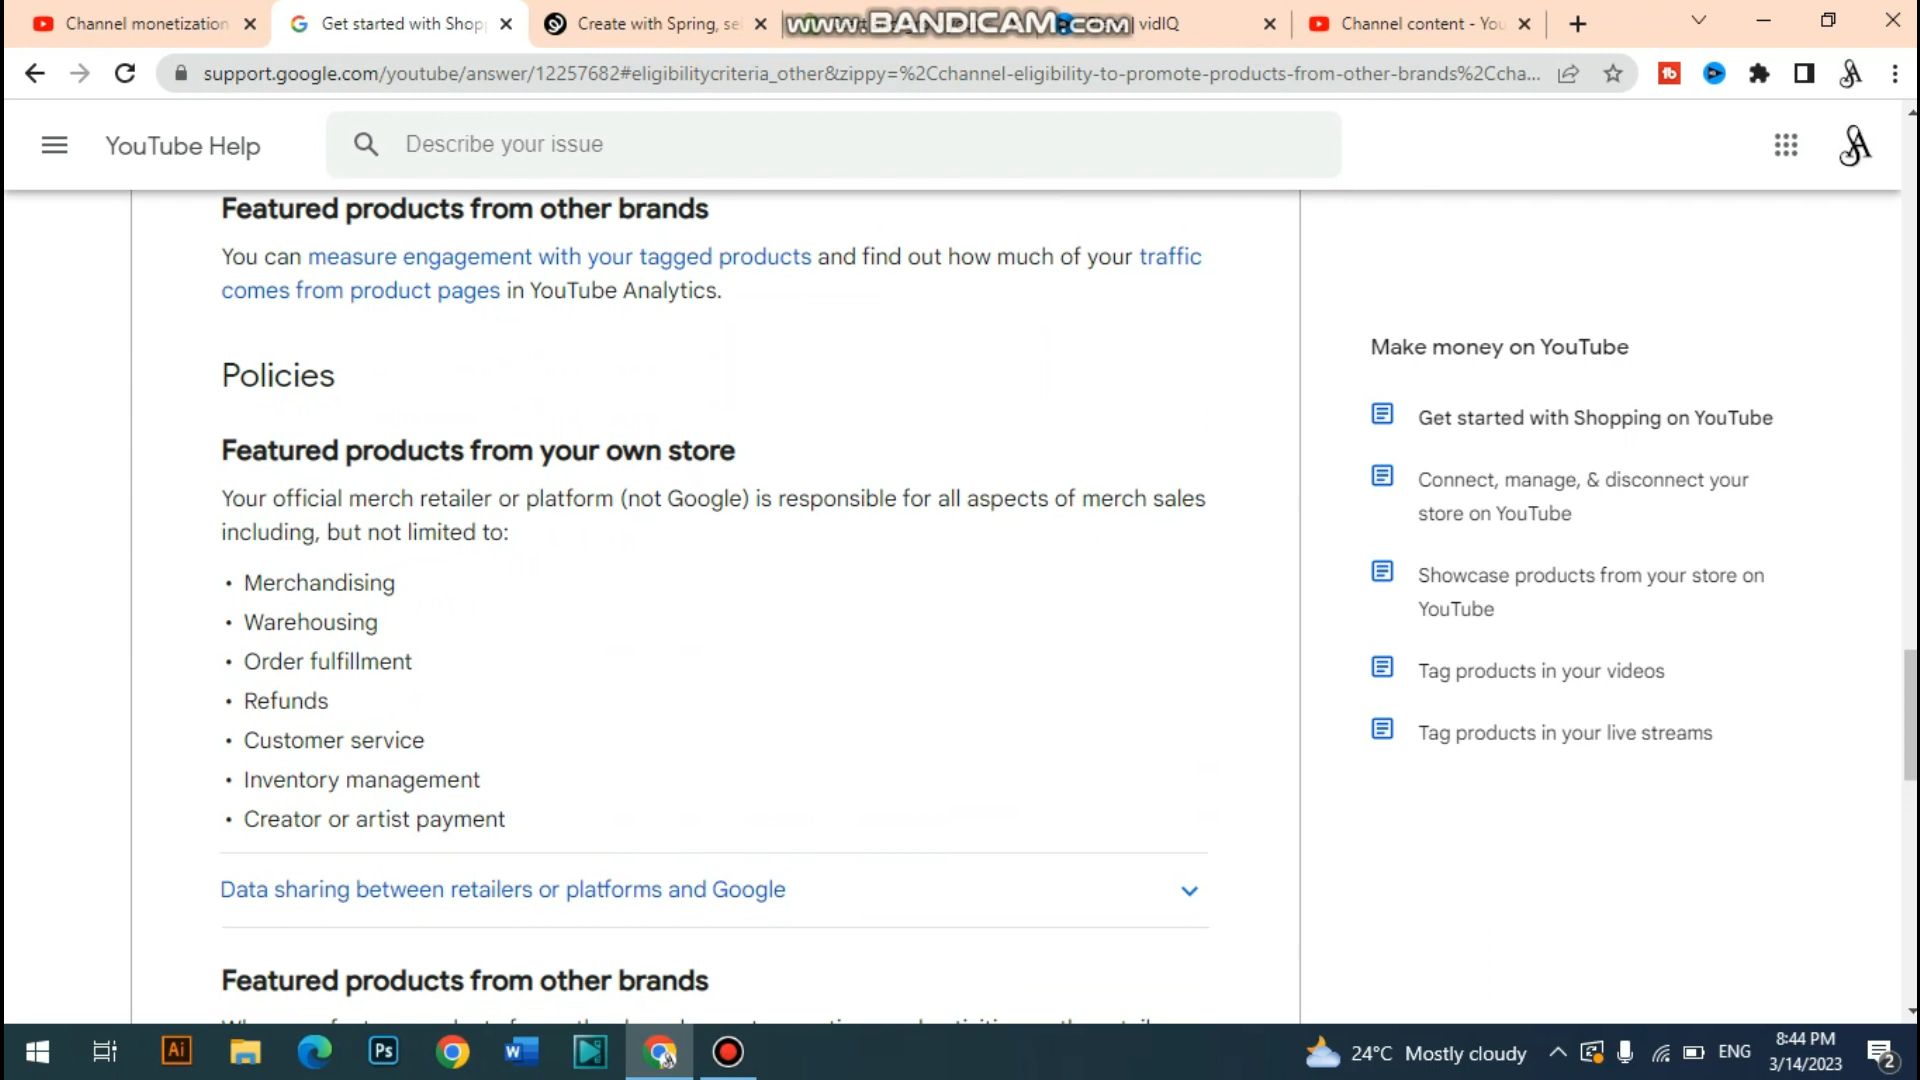 Channel monetization
Get started with Shop
Create with Spring, se
www.BANDICAM.com
vidIQ
Channel content - You
support.google.com/youtube/answer/12257682#eligibilitycriteria_other&zippy=%2Cchannel-eligibility-to-promote-products-from-other-brands%2Ccha...
YouTube Help
Describe your issue
Featured products from other brands
You can measure engagement with your tagged products and find out how much of your traffic
comes from product pages in YouTube Analytics.
Policies
Featured products from your own store
Your official merch retailer or platform (not Google) is responsible for all aspects of merch sales
including, but not limited to:
• Merchandising
• Warehousing
• Order fulfillment
• Refunds
• Customer service
• Inventory management
• Creator or artist payment
Data sharing between retailers or platforms and Google
Featured products from other brands
Make money on YouTube
Get started with Shopping on YouTube
Connect, manage, & disconnect your
store on YouTube
Showcase products from your store on
YouTube
Tag products in your videos
Tag products in your live streams
24°C Mostly cloudy
ENG
8:44 PM
3/14/2023
2